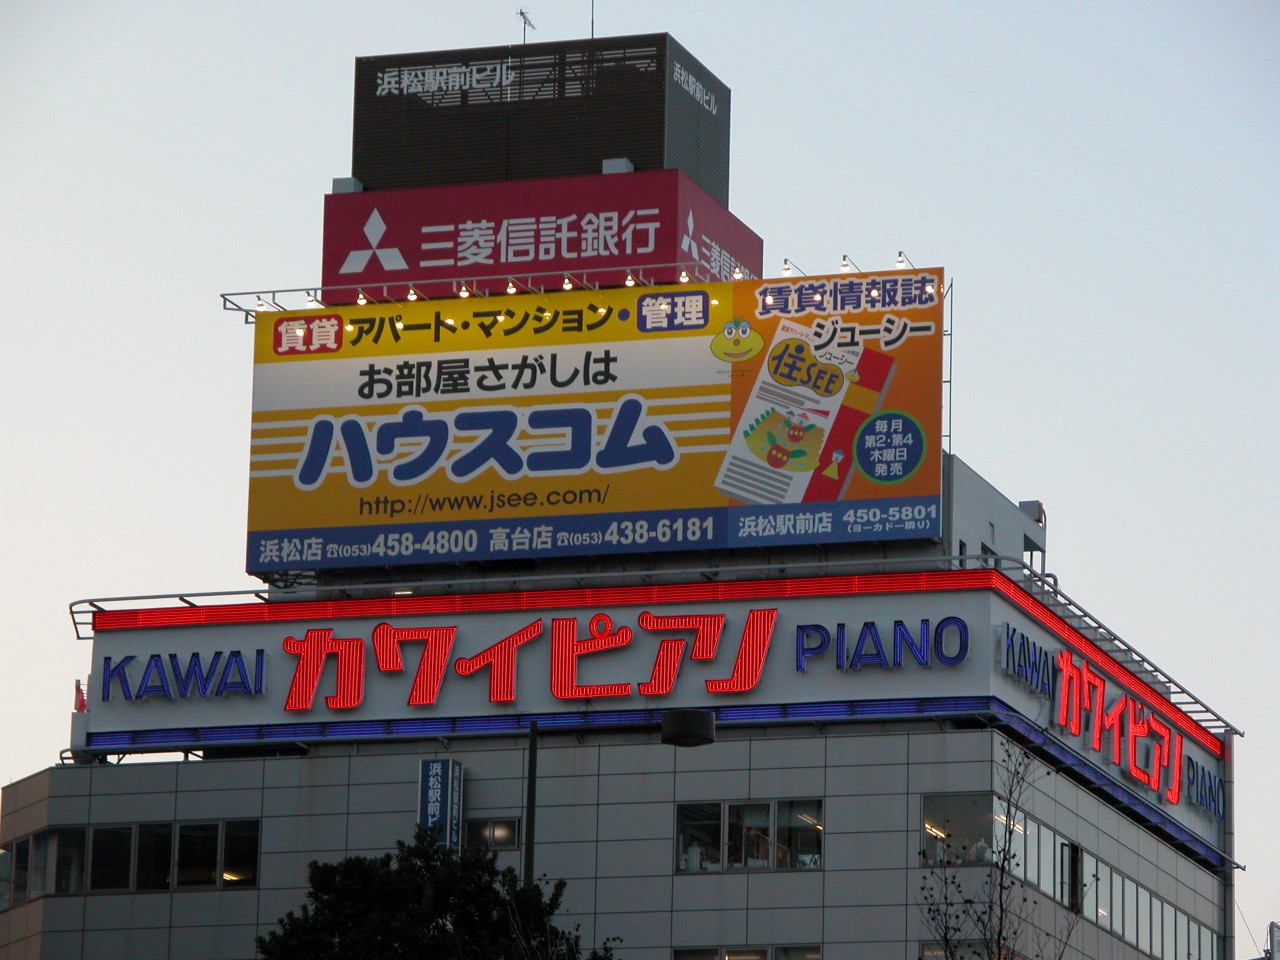 浜松駅前ビル
浜松駅前ビル
三菱信託銀行
三菱信託銀行
賃貸 アパート・マンション・管理
お部屋さがしは
ハウスコム
http://www.jsee.com/
浜松店 ☎(053)458-4800 高台店 ☎(053)438-6181
賃貸情報誌
ジューシー
住SEE
ジューシー
毎月
第2・第4
木曜日
発売
浜松駅前店 450-5801
(ヨーカドー隣り)
KAWAI カワイピアノ PIANO
KAWAI カワイピアノ PIANO
浜松駅前ビ